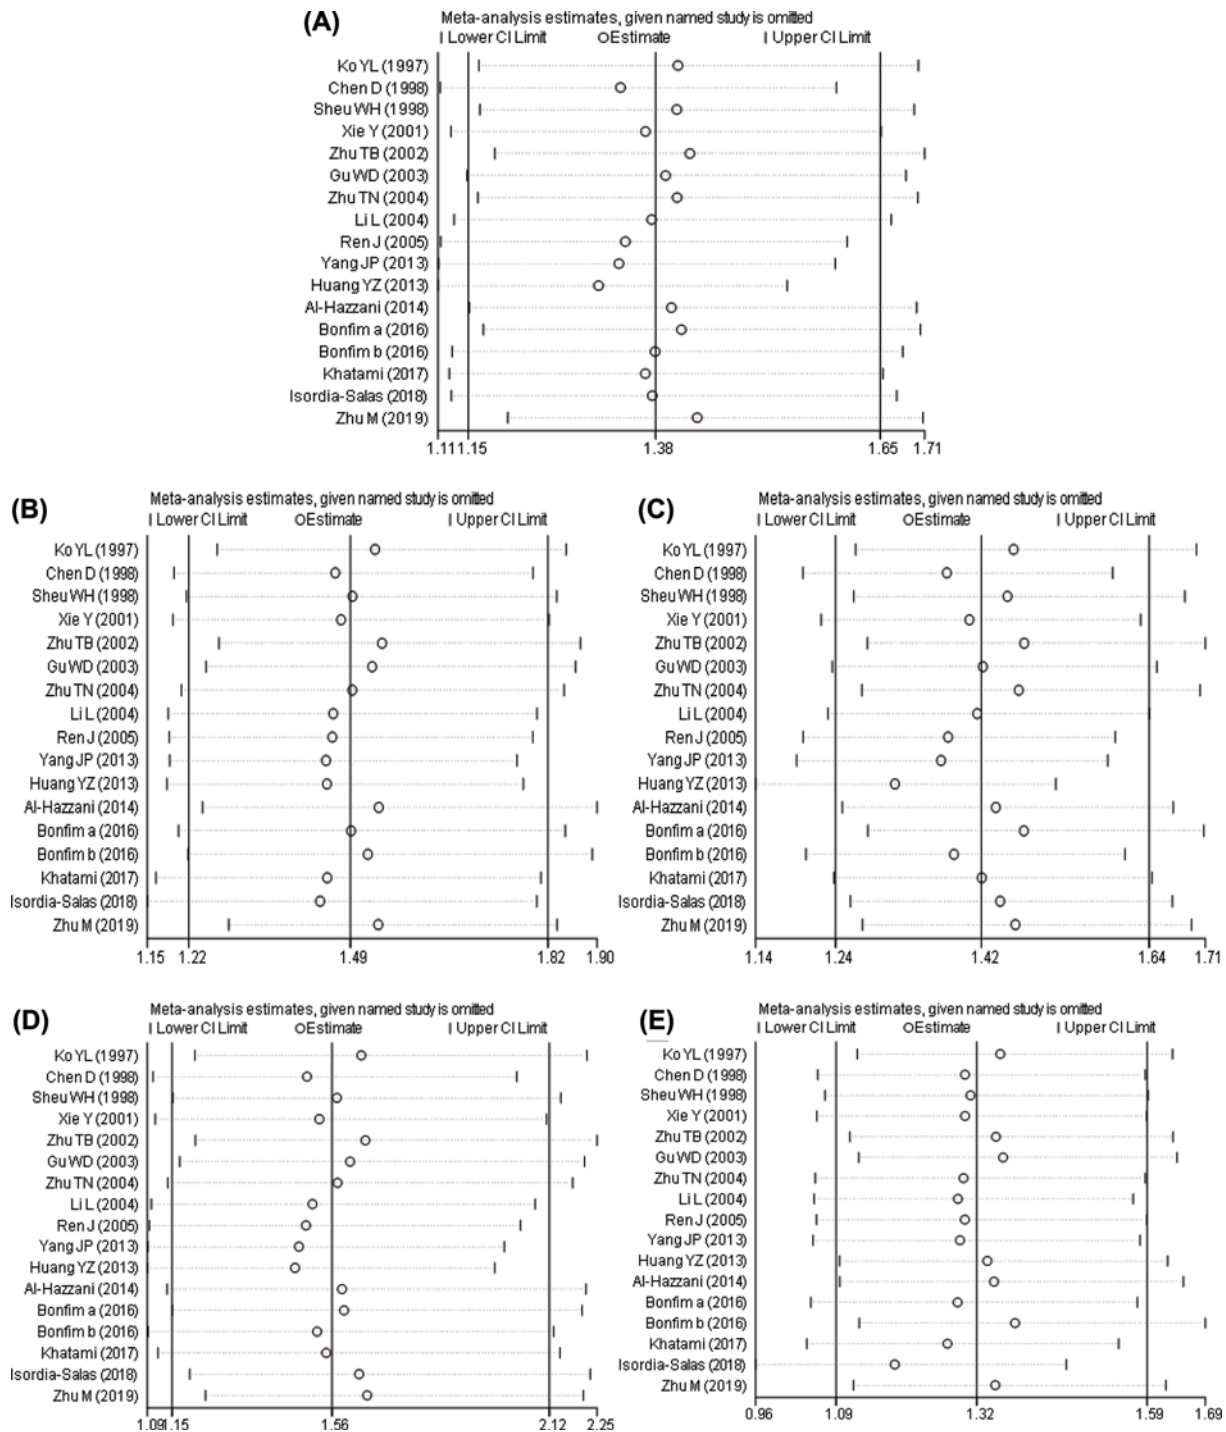 (A)
Meta-analysis estimates, given named study is omitted
Lower CI Limit Estimate Upper CI Limit
Ko YL (1997)
Chen D (1998)
Sheu WH (1998)
Xie Y (2001)
Zhu TB (2002)
Gu WD (2003)
Zhu TN (2004)
Li L (2004)
Ren J (2005)
Yang JP (2013)
Huang YZ (2013)
Al-Hazzani (2014)
Bonfim a (2016)
Bonfim b (2016)
Khatami (2017)
Isordia-Salas (2018)
Zhu M (2019)
1.11 1.15 1.38 1.65 1.71
(B)
Meta-analysis estimates, given named study is omitted
Lower CI Limit Estimate Upper CI Limit
Ko YL (1997)
Chen D (1998)
Sheu WH (1998)
Xie Y (2001)
Zhu TB (2002)
Gu WD (2003)
Zhu TN (2004)
Li L (2004)
Ren J (2005)
Yang JP (2013)
Huang YZ (2013)
Al-Hazzani (2014)
Bonfim a (2016)
Bonfim b (2016)
Khatami (2017)
Isordia-Salas (2018)
Zhu M (2019)
1.15 1.22 1.49 1.82 1.90
(C)
Meta-analysis estimates, given named study is omitted
Lower CI Limit Estimate Upper CI Limit
Ko YL (1997)
Chen D (1998)
Sheu WH (1998)
Xie Y (2001)
Zhu TB (2002)
Gu WD (2003)
Zhu TN (2004)
Li L (2004)
Ren J (2005)
Yang JP (2013)
Huang YZ (2013)
Al-Hazzani (2014)
Bonfim a (2016)
Bonfim b (2016)
Khatami (2017)
Isordia-Salas (2018)
Zhu M (2019)
1.14 1.24 1.42 1.64 1.71
(D)
Meta-analysis estimates, given named study is omitted
Lower CI Limit Estimate Upper CI Limit
Ko YL (1997)
Chen D (1998)
Sheu WH (1998)
Xie Y (2001)
Zhu TB (2002)
Gu WD (2003)
Zhu TN (2004)
Li L (2004)
Ren J (2005)
Yang JP (2013)
Huang YZ (2013)
Al-Hazzani (2014)
Bonfim a (2016)
Bonfim b (2016)
Khatami (2017)
Isordia-Salas (2018)
Zhu M (2019)
1.09 1.15 1.56 2.12 2.25
(E)
Meta-analysis estimates, given named study is omitted
Lower CI Limit Estimate Upper CI Limit
Ko YL (1997)
Chen D (1998)
Sheu WH (1998)
Xie Y (2001)
Zhu TB (2002)
Gu WD (2003)
Zhu TN (2004)
Li L (2004)
Ren J (2005)
Yang JP (2013)
Huang YZ (2013)
Al-Hazzani (2014)
Bonfim a (2016)
Bonfim b (2016)
Khatami (2017)
Isordia-Salas (2018)
Zhu M (2019)
0.96 1.09 1.32 1.59 1.69